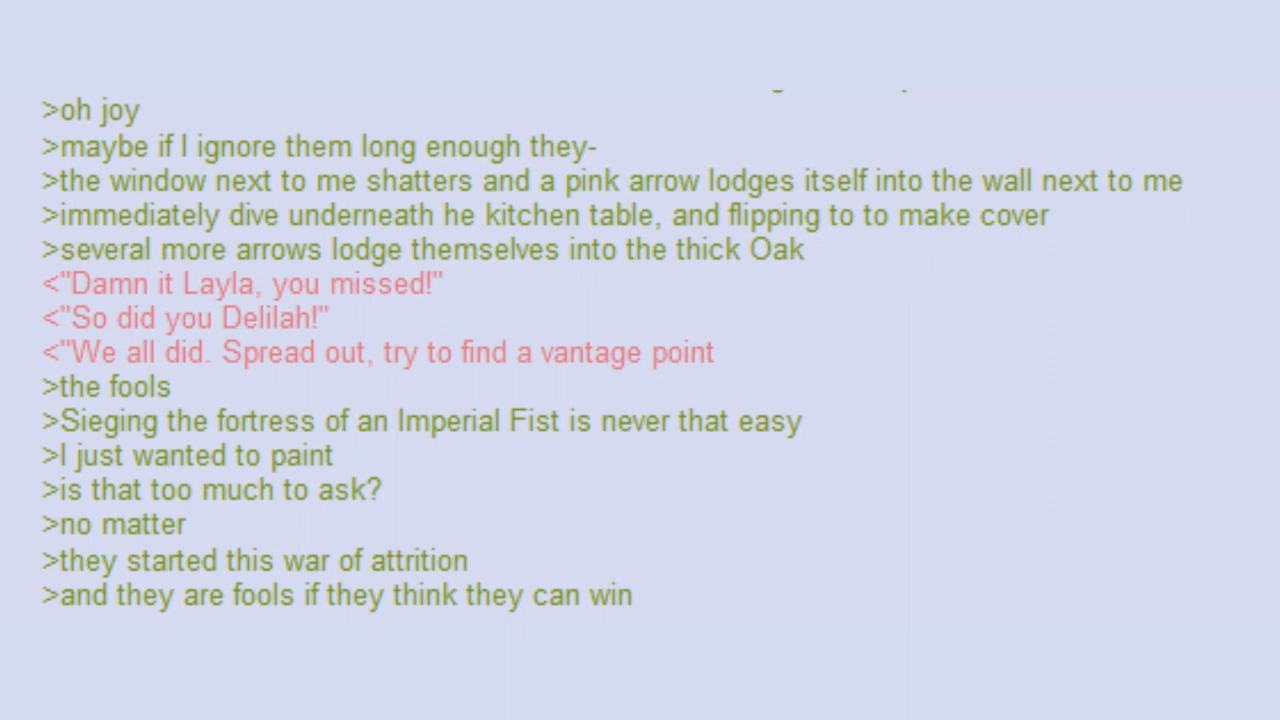 >oh joy
>maybe if I ignore them long enough they-
>the window next to me shatters and a pink arrow lodges itself into the wall next to me
>immediately dive underneath he kitchen table, and flipping to to make cover
>several more arrows lodge themselves into the thick Oak
<"Damn it Layla, you missed!"
<"So did you Delilah!"
<"We all did. Spread out, try to find a vantage point
>the fools
>Sieging the fortress of an Imperial Fist is never that easy
>I just wanted to paint
>is that too much to ask?
>no matter
>they started this war of attrition
>and they are fools if they think they can win